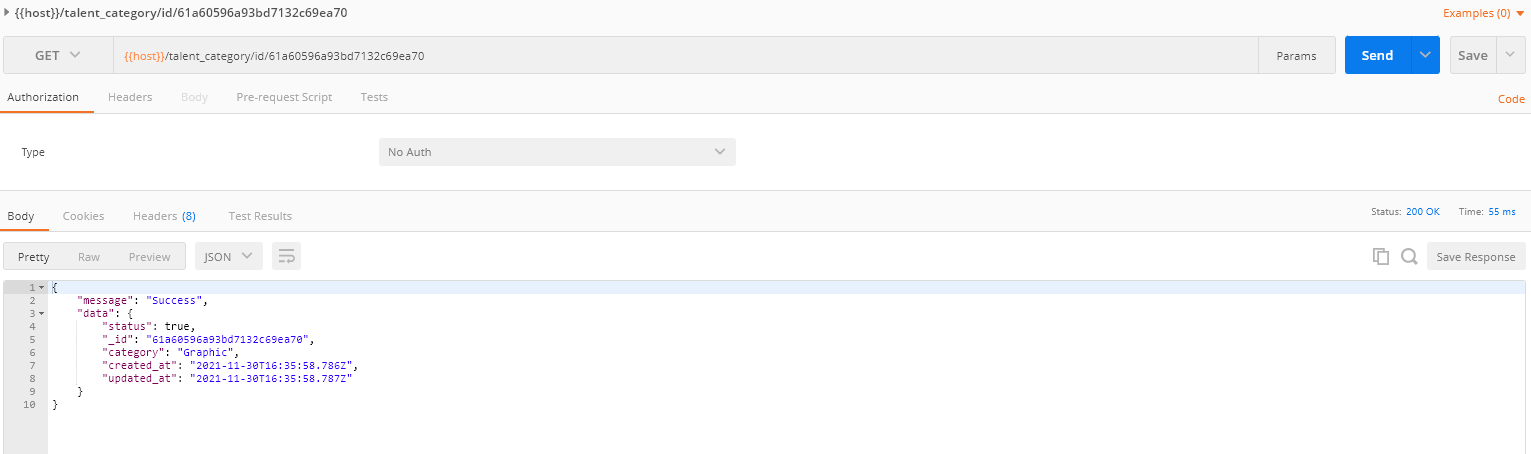 {{host}}/talent_category/id/61a60596a93bd7132c69ea70 Examples (0)
GET {{host}}/talent_category/id/61a60596a93bd7132c69ea70 Params Send Save
Authorization Headers Body Pre-request Script Tests Code
Type No Auth
Body Cookies Headers (8) Test Results Status: 200 OK Time: 55 ms
Pretty Raw Preview JSON Save Response
1 {
2 "message": "Success",
3 "data": {
4 "status": true,
5 "_id": "61a60596a93bd7132c69ea70",
6 "category": "Graphic",
7 "created_at": "2021-11-30T16:35:58.786Z",
8 "updated_at": "2021-11-30T16:35:58.787Z"
9 }
10 }